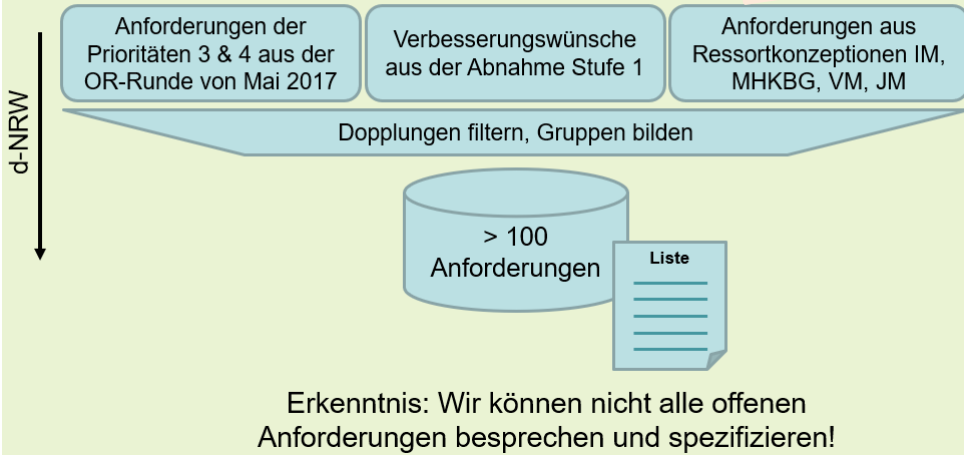 Anforderungen der
Prioritäten 3 & 4 aus der
OR-Runde von Mai 2017
Verbesserungswünsche
aus der Abnahme Stufe 1
Anforderungen aus
Ressortkonzeptionen IM,
MHKBG, VM, JM
d-NRW
Dopplungen filtern, Gruppen bilden
> 100
Anforderungen
Liste
Erkenntnis: Wir können nicht alle offenen
Anforderungen besprechen und spezifizieren!